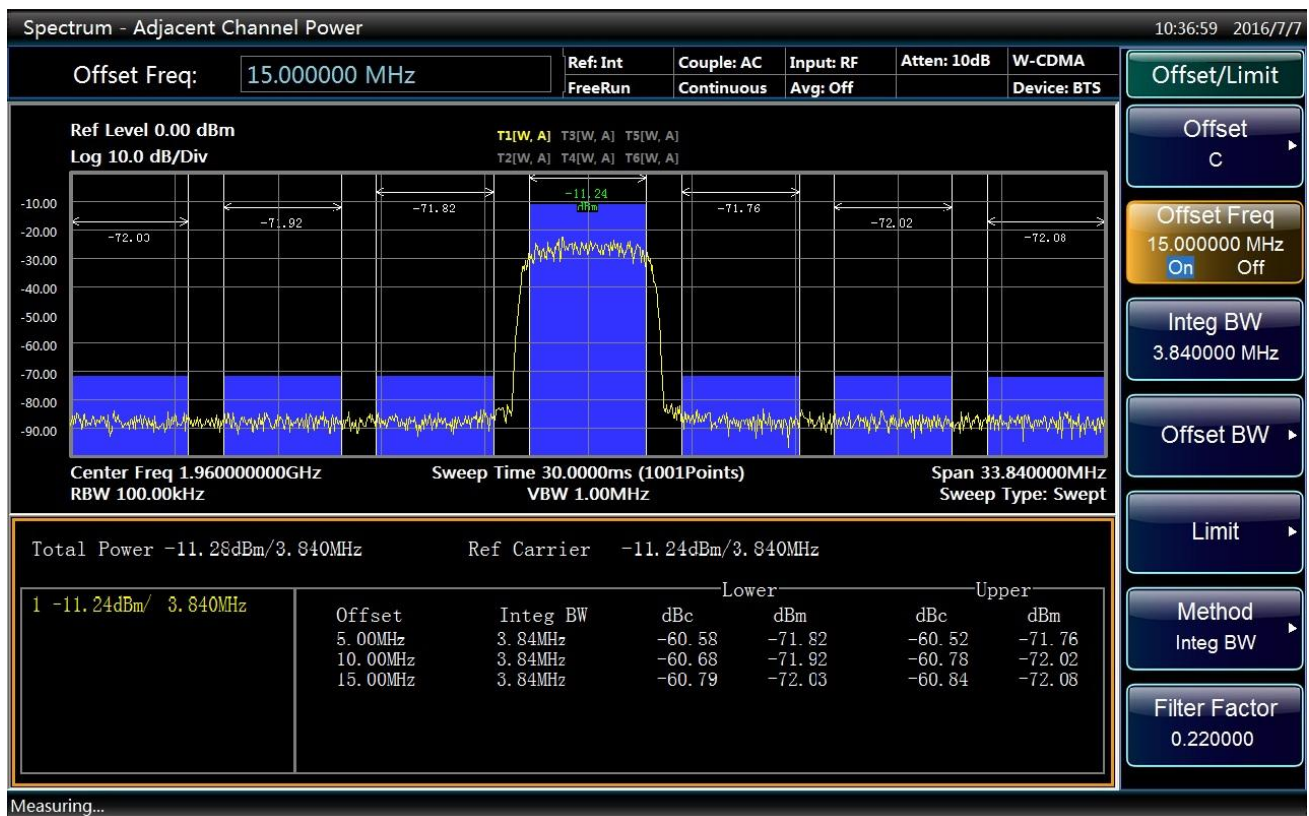 Spectrum - Adjacent Channel Power 10:36:59 2016/7/7
Offset Freq: 15.000000 MHz
Ref: Int Couple: AC Input: RF Atten: 10dB W-CDMA
FreeRun Continuous Avg: Off Device: BTS
Ref Level 0.00 dBm
Log 10.0 dB/Div
T1[W, A] T3[W, A] T5[W, A]
T2[W, A] T4[W, A] T6[W, A]
-10.00
-20.00
-30.00
-40.00
-50.00
-60.00
-70.00
-80.00
-90.00
-72.03
-71.92
-71.82
-11.24
dBm
-71.76
-72.02
-72.08
Center Freq 1.960000000GHz Sweep Time 30.0000ms (1001Points) Span 33.840000MHz
RBW 100.00kHz VBW 1.00MHz Sweep Type: Swept
Total Power -11.28dBm/3.840MHz Ref Carrier -11.24dBm/3.840MHz
1 -11.24dBm/ 3.840MHz
Lower Upper
Offset Integ BW dBc dBm dBc dBm
5.00MHz 3.84MHz -60.58 -71.82 -60.52 -71.76
10.00MHz 3.84MHz -60.68 -71.92 -60.78 -72.02
15.00MHz 3.84MHz -60.79 -72.03 -60.84 -72.08
Measuring...
Offset/Limit
Offset
C
Offset Freq
15.000000 MHz
On Off
Integ BW
3.840000 MHz
Offset BW
Limit
Method
Integ BW
Filter Factor
0.220000